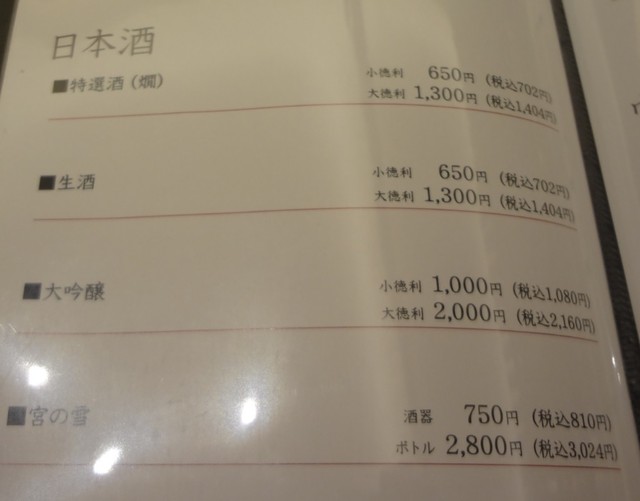 日本酒
■特選酒（燗） 小徳利 650円（税込702円）
大徳利 1,300円（税込1,404円）
■生酒 小徳利 650円（税込702円）
大徳利 1,300円（税込1,404円）
■大吟醸 小徳利 1,000円（税込1,080円）
大徳利 2,000円（税込2,160円）
■宮の雪 酒器 750円（税込810円）
ボトル 2,800円（税込3,024円）